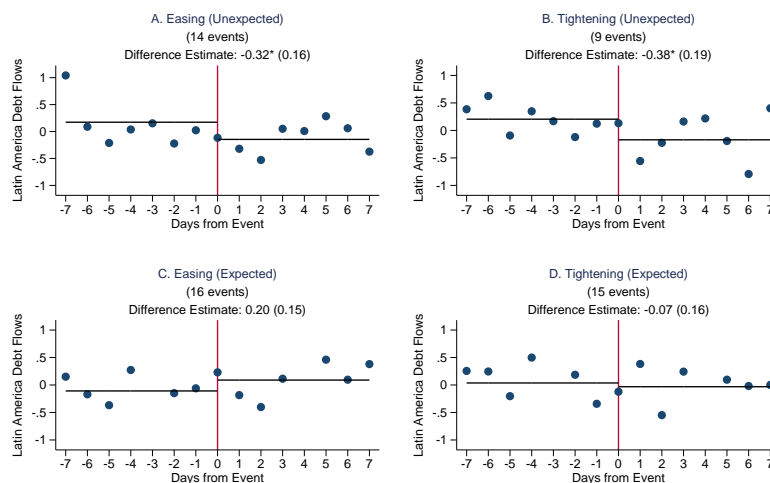 A. Easing (Unexpected)
(14 events)
Difference Estimate: -0.32* (0.16)
Latin America Debt Flows
1
.5
0
-.5
-1
-7 -6 -5 -4 -3 -2 -1 0 1 2 3 4 5 6 7
Days from Event
B. Tightening (Unexpected)
(9 events)
Difference Estimate: -0.38* (0.19)
Latin America Debt Flows
1
.5
0
-.5
-1
-7 -6 -5 -4 -3 -2 -1 0 1 2 3 4 5 6 7
Days from Event
C. Easing (Expected)
(16 events)
Difference Estimate: 0.20 (0.15)
Latin America Debt Flows
1
.5
0
-.5
-1
-7 -6 -5 -4 -3 -2 -1 0 1 2 3 4 5 6 7
Days from Event
D. Tightening (Expected)
(15 events)
Difference Estimate: -0.07 (0.16)
Latin America Debt Flows
1
.5
0
-.5
-1
-7 -6 -5 -4 -3 -2 -1 0 1 2 3 4 5 6 7
Days from Event